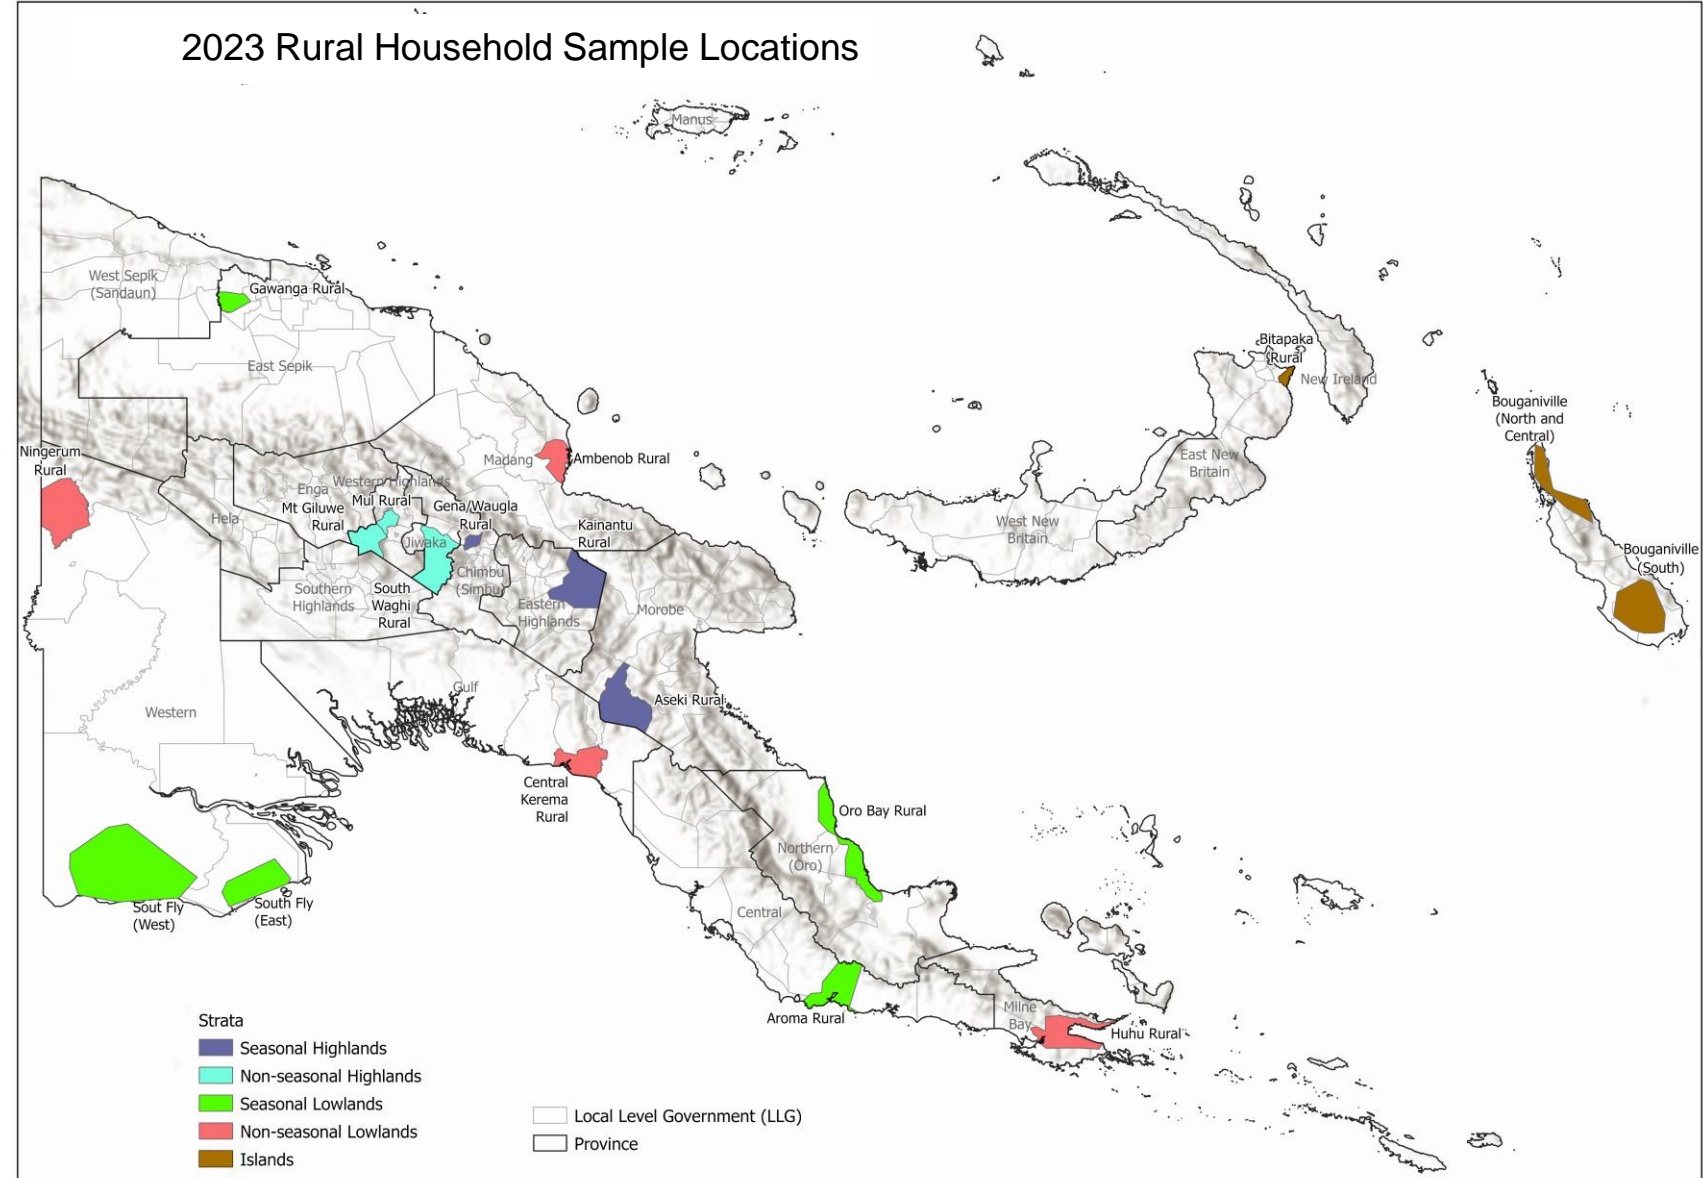 2023 Rural Household Sample Locations
Manus
West Sepik
(Sandaun)
Gawanga Rural
East Sepik
Bitapaka
Rural
New Ireland
Bouganiville
(North and
Central)
Ningerum
Rural
Madang
Ambenob Rural
East New
Britain
Enga
Western Highlands
Mt Giluwe
Rural
Mul Rural
Gena/Waugla
Rural
Hela
Jiwaka
Kainantu
Rural
West New
Britain
Bouganiville
(South)
Chimbu
(Simbu)
Southern
Highlands
South
Waghi
Rural
Eastern
Highlands
Morobe
Gulf
Aseki Rural
Western
Central
Kerema
Rural
Oro Bay Rural
Northern
(Oro)
Sout Fly
(West)
South Fly
(East)
Central
Aroma Rural
Milne
Bay
Huhu Rural
Strata
Seasonal Highlands
Non-seasonal Highlands
Seasonal Lowlands
Non-seasonal Lowlands
Islands
Local Level Government (LLG)
Province